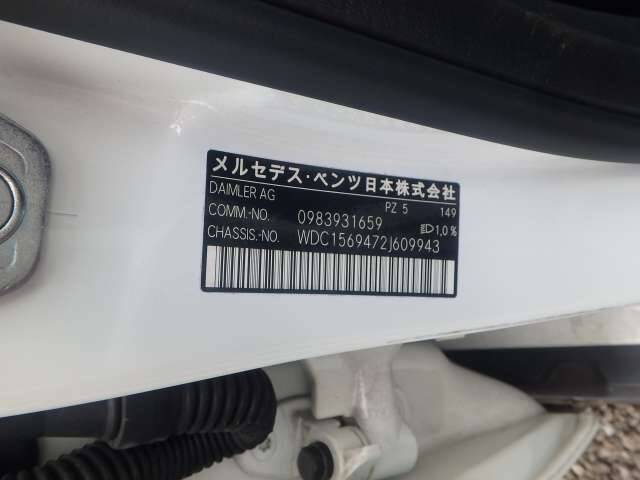 メルセデス・ベンツ日本株式会社
DAIMLER AG PZ 5 149
COMM.-NO. 0983931659 1,0%
CHASSIS.-NO. WDC1569472J609943